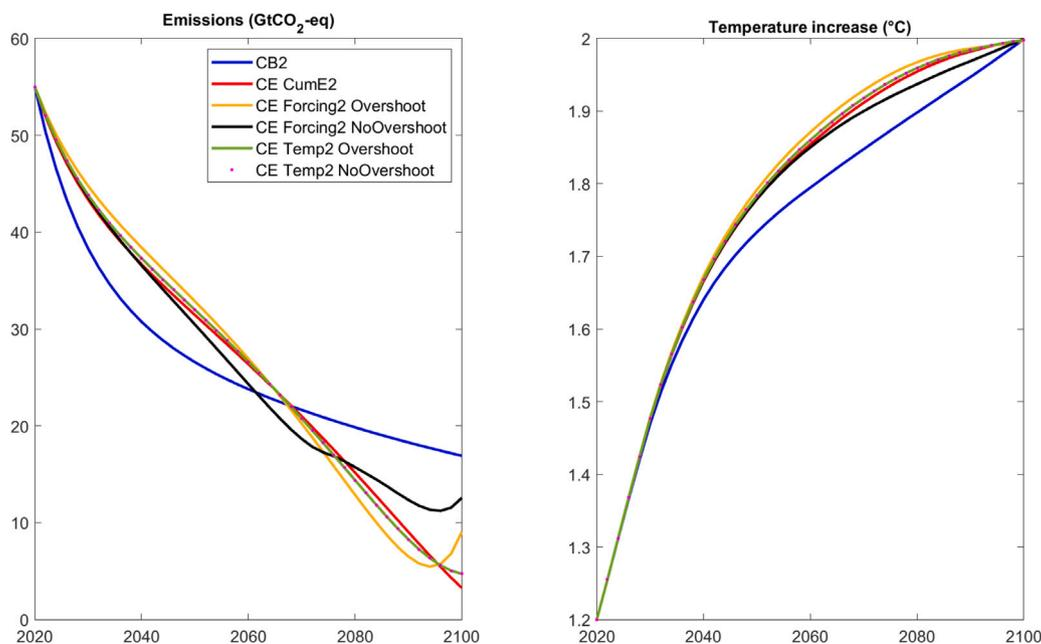 Emissions (GtCO2-eq)
60
50
40
30
20
10
0
2020 2040 2060 2080 2100
CB2
CE CumE2
CE Forcing2 Overshoot
CE Forcing2 NoOvershoot
CE Temp2 Overshoot
CE Temp2 NoOvershoot
Temperature increase (°C)
2
1.9
1.8
1.7
1.6
1.5
1.4
1.3
1.2
2020 2040 2060 2080 2100